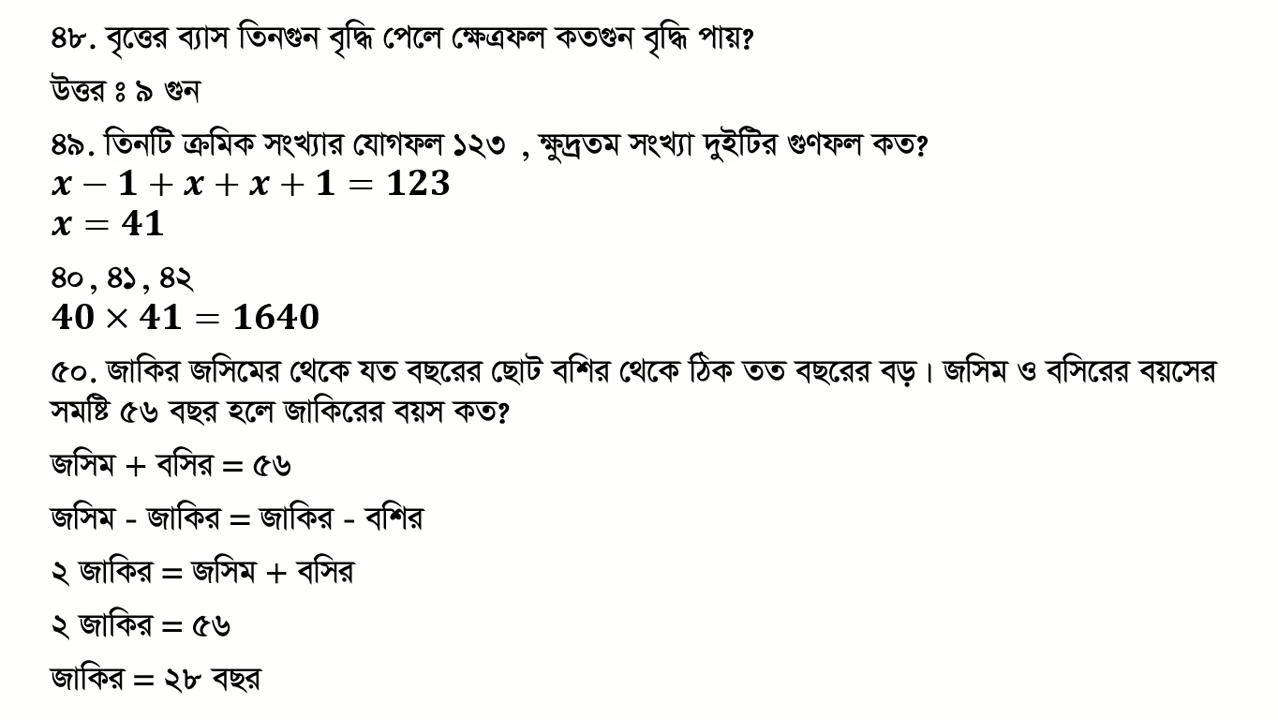 ৪৮. বৃত্তের ব্যাস তিনগুন বৃদ্ধি পেলে ক্ষেত্রফল কতগুন বৃদ্ধি পায়?
উত্তর ঃ ৯ গুন
৪৯. তিনটি ক্রমিক সংখ্যার যোগফল ১২৩ , ক্ষুদ্রতম সংখ্যা দুইটির গুণফল কত?
x − 1 + x + x + 1 = 123
x = 41
৪০ , ৪১ , ৪২
40 × 41 = 1640
৫০. জাকির জসিমের থেকে যত বছরের ছোট বশির থেকে ঠিক তত বছরের বড়। জসিম ও বসিরের বয়সের
সমষ্টি ৫৬ বছর হলে জাকিরের বয়স কত?
জসিম + বসির = ৫৬
জসিম - জাকির = জাকির - বশির
২ জাকির = জসিম + বসির
২ জাকির = ৫৬
জাকির = ২৮ বছর